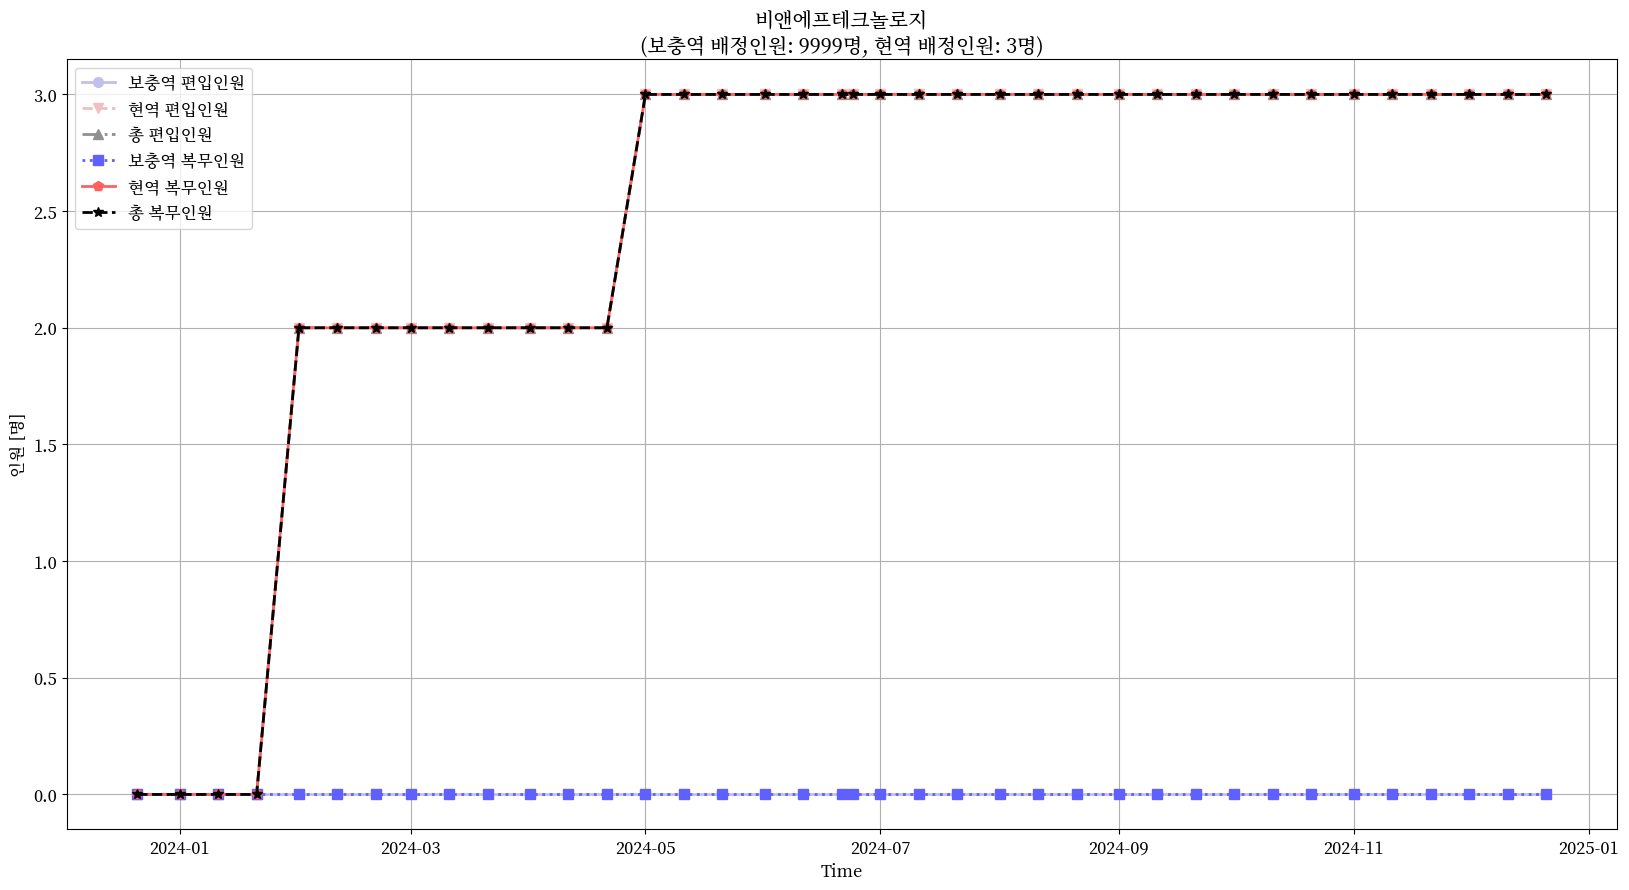 비앤에프테크놀로지
(보충역 배정인원: 9999명, 현역 배정인원: 3명)
보충역 편입인원
현역 편입인원
총 편입인원
보충역 복무인원
현역 복무인원
총 복무인원
인원 [명]
3.0
2.5
2.0
1.5
1.0
0.5
0.0
2024-01
2024-03
2024-05
2024-07
2024-09
2024-11
2025-01
Time